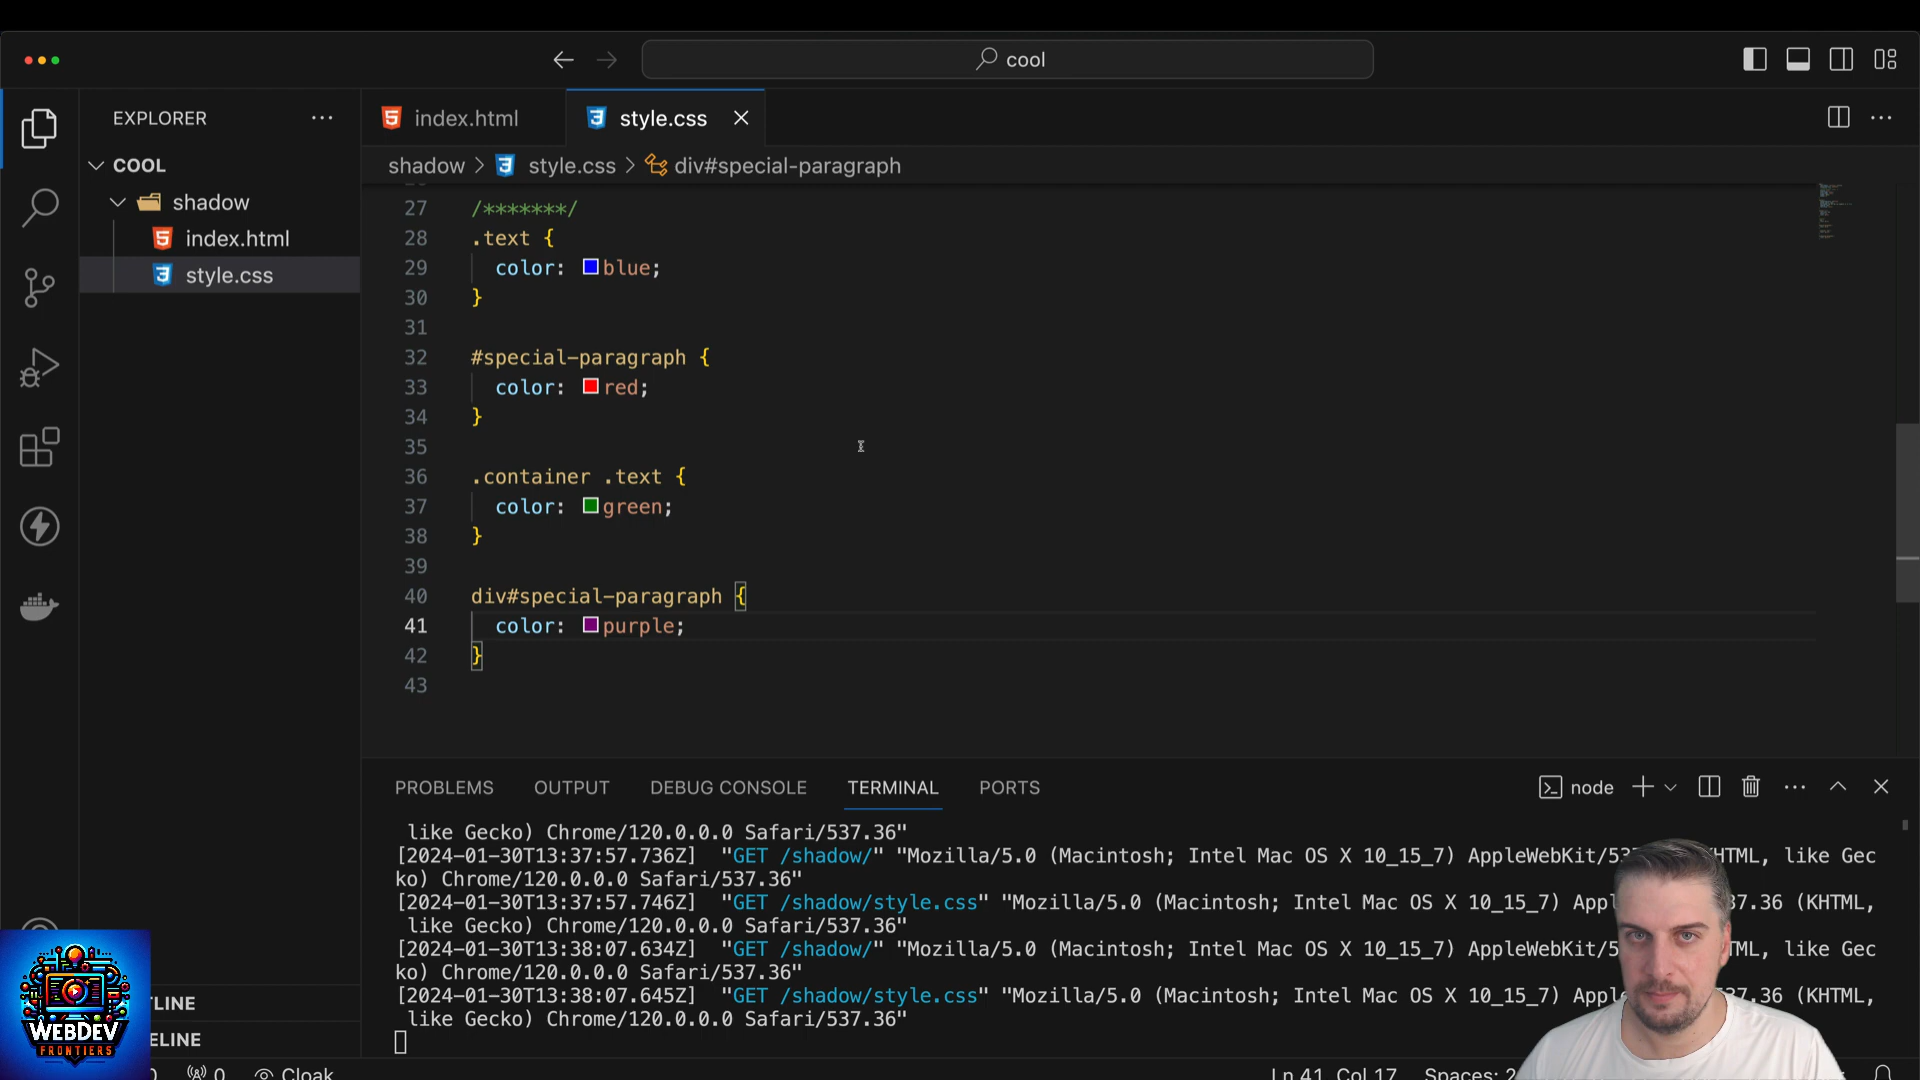 cool
EXPLORER
index.html
style.css
COOL
shadow > style.css > div#special-paragraph
shadow
index.html
style.css
27 /*******/
28 .text {
29 color: blue;
30 }
31
32 #special-paragraph {
33 color: red;
34 }
35
36 .container .text {
37 color: green;
38 }
39
40 div#special-paragraph {
41 color: purple;
42 }
43
PROBLEMS OUTPUT DEBUG CONSOLE TERMINAL PORTS
node
like Gecko) Chrome/120.0.0.0 Safari/537.36"
[2024-01-30T13:37:57.736Z] "GET /shadow/" "Mozilla/5.0 (Macintosh; Intel Mac OS X 10_15_7) AppleWebKit/53 HTML, like Gec
ko) Chrome/120.0.0.0 Safari/537.36"
[2024-01-30T13:37:57.746Z] "GET /shadow/style.css" "Mozilla/5.0 (Macintosh; Intel Mac OS X 10_15_7) Appl 37.36 (KHTML,
like Gecko) Chrome/120.0.0.0 Safari/537.36"
[2024-01-30T13:38:07.634Z] "GET /shadow/" "Mozilla/5.0 (Macintosh; Intel Mac OS X 10_15_7) AppleWebKit/5 TML, like Gec
ko) Chrome/120.0.0.0 Safari/537.36"
[2024-01-30T13:38:07.645Z] "GET /shadow/style.css" "Mozilla/5.0 (Macintosh; Intel Mac OS X 10_15_7) Appl 7.36 (KHTML,
like Gecko) Chrome/120.0.0.0 Safari/537.36"
TLINE
ELINE
WEBDEV
FRONTIERS
0 Cloak
Ln 41, Col 17 Spaces: 2